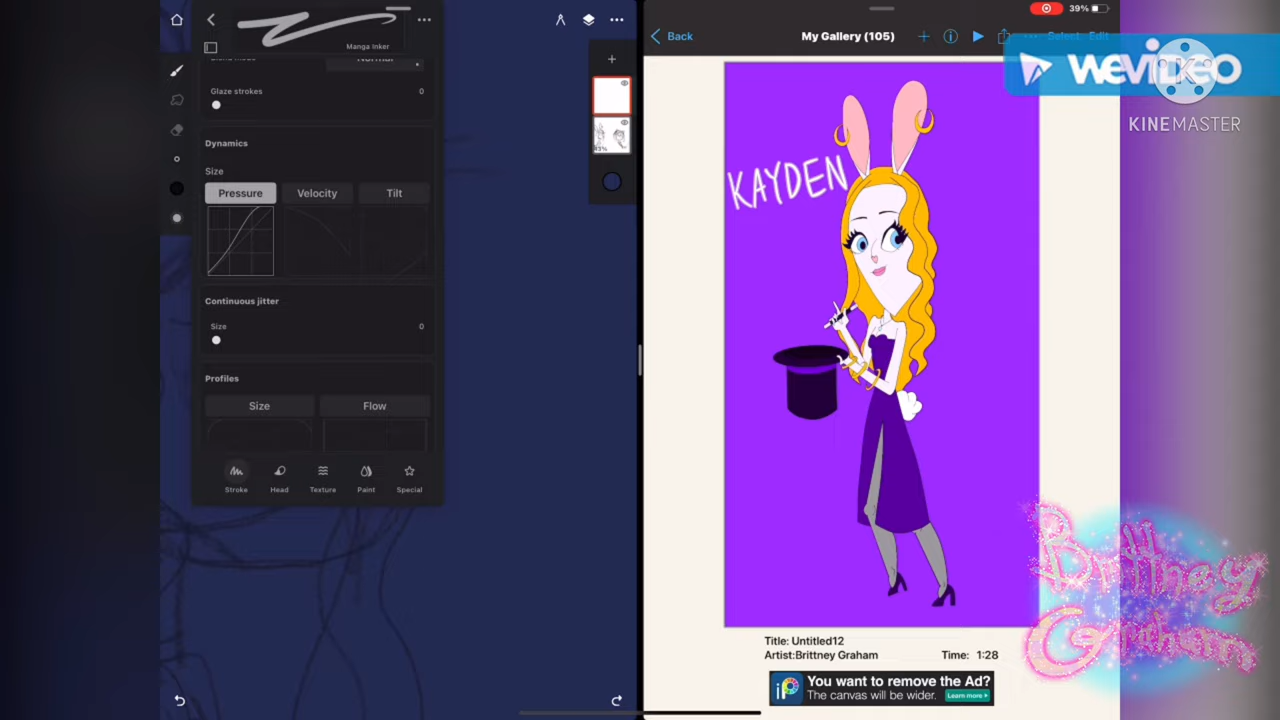 Manga Inker
Normal
Glaze strokes 0
Dynamics
Size
Pressure Velocity Tilt
Continuous jitter
Size 0
Profiles
Size Flow
Stroke Head Texture Paint Special
39%
Back My Gallery (105) Select Edit
WeVideo
K
KINEMASTER
KAYDEN
Title: Untitled12
Artist:Brittney Graham Time: 1:28
iP
You want to remove the Ad?
The canvas will be wider. Learn more
Brittney
Graham